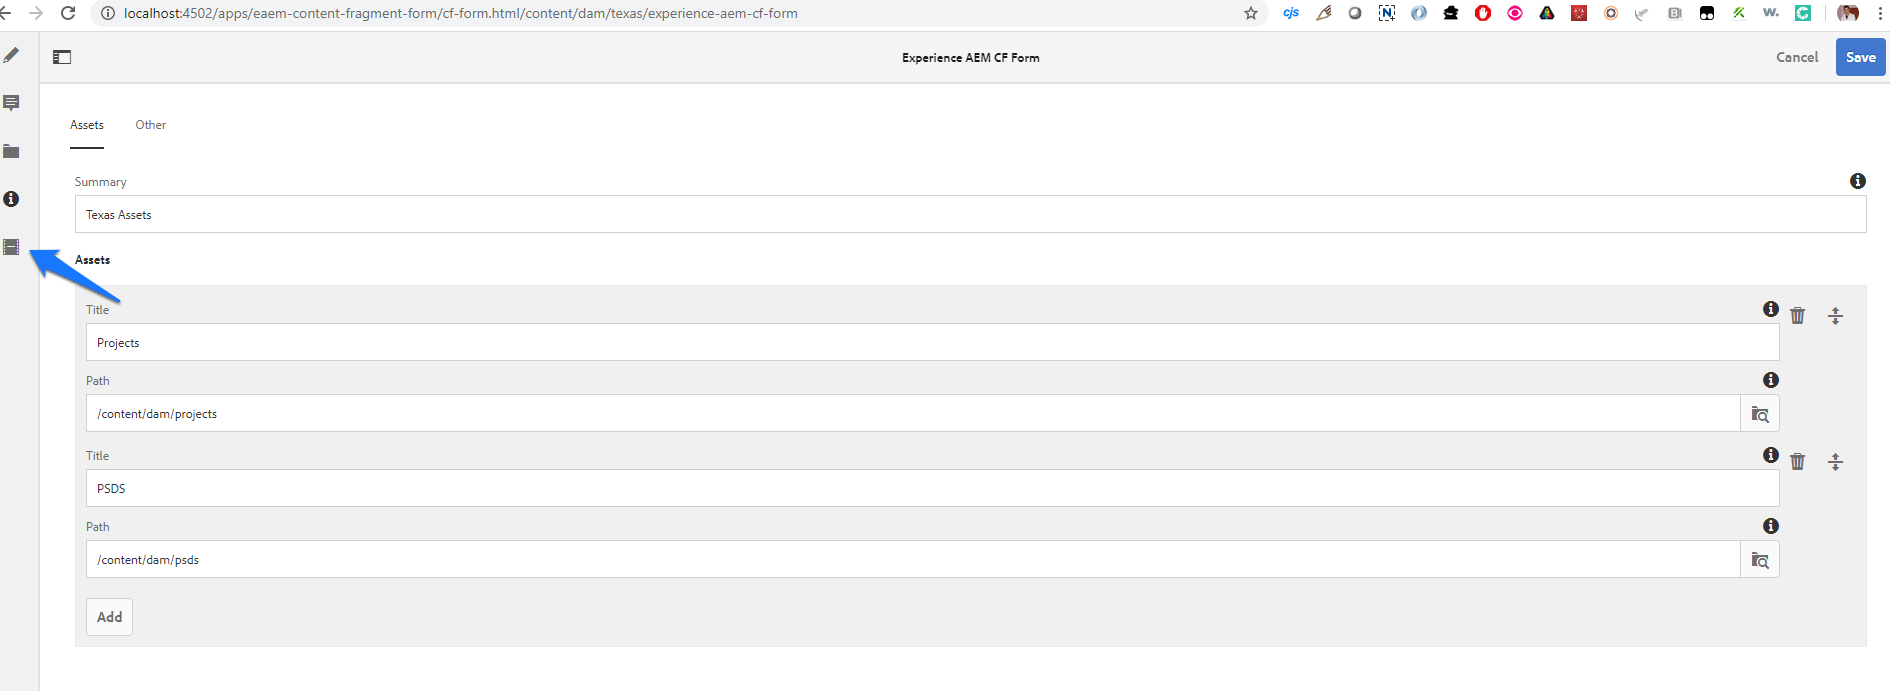 localhost:4502/apps/eaem-content-fragment-form/cf-form.html/content/dam/texas/experience-aem-cf-form
cjs
N
BI
w.
Experience AEM CF Form
Cancel
Save
Assets
Other
Summary
Texas Assets
Assets
Title
Projects
Path
/content/dam/projects
Title
PSDS
Path
/content/dam/psds
Add